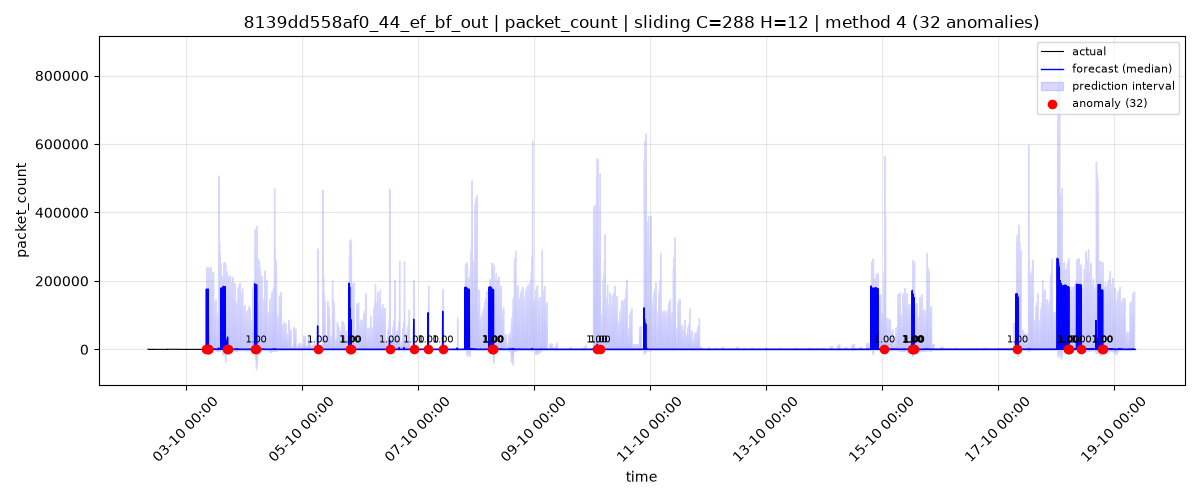 8139dd558af0_44_ef_bf_out | packet_count | sliding C=288 H=12 | method 4 (32 anomalies)
actual
forecast (median)
prediction interval
anomaly (32)
packet_count
800000
600000
400000
200000
0
1.00 1.00 1.00 1.00 1.00 1.00 1.00 1.00 1.00 1.00 1.00 1.00 1.00 1.00 1.00
03-10 00:00
05-10 00:00
07-10 00:00
09-10 00:00
11-10 00:00
13-10 00:00
15-10 00:00
17-10 00:00
19-10 00:00
time